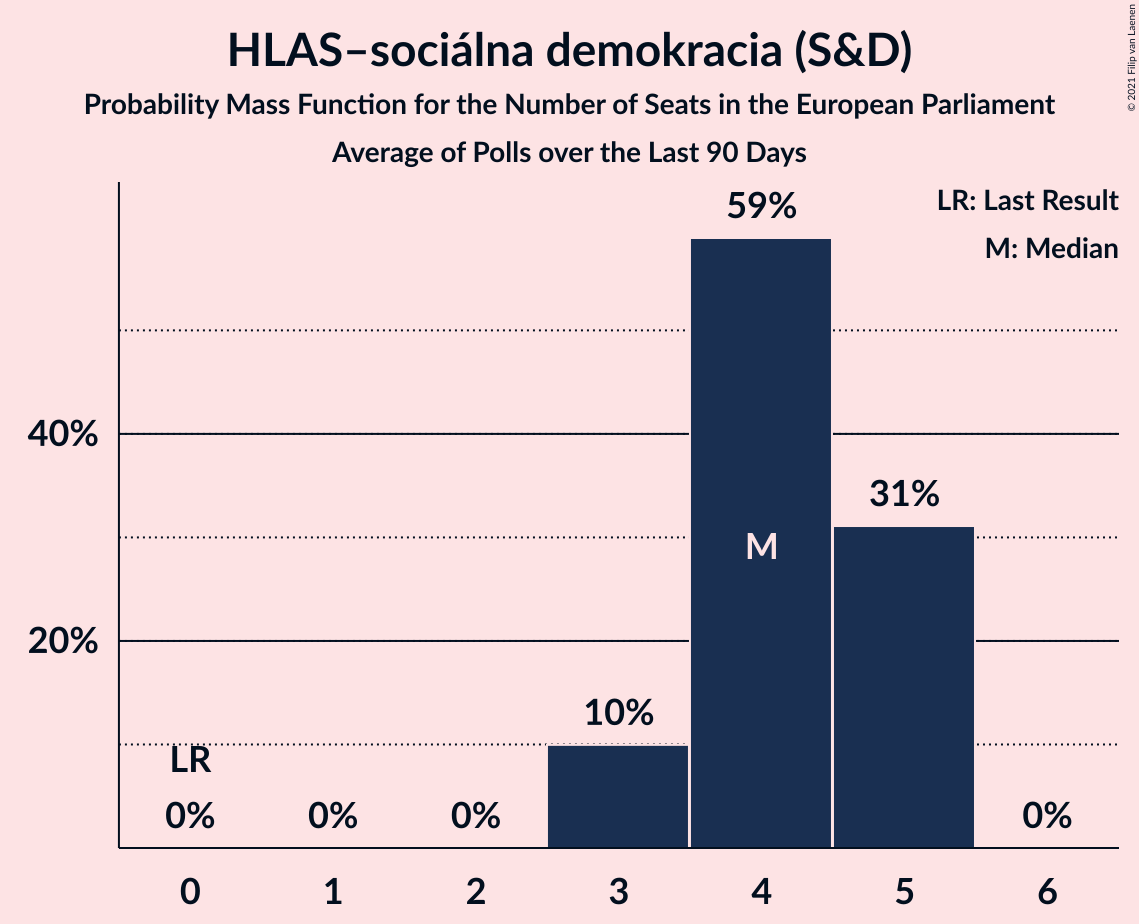 HLAS–sociálna demokracia (S&D)
Probability Mass Function for the Number of Seats in the European Parliament
Average of Polls over the Last 90 Days
© 2021 Filip van Laenen
LR: Last Result
M: Median
59%
40%
31%
M
20%
10%
LR
0% 0% 0% 0%
0 1 2 3 4 5 6